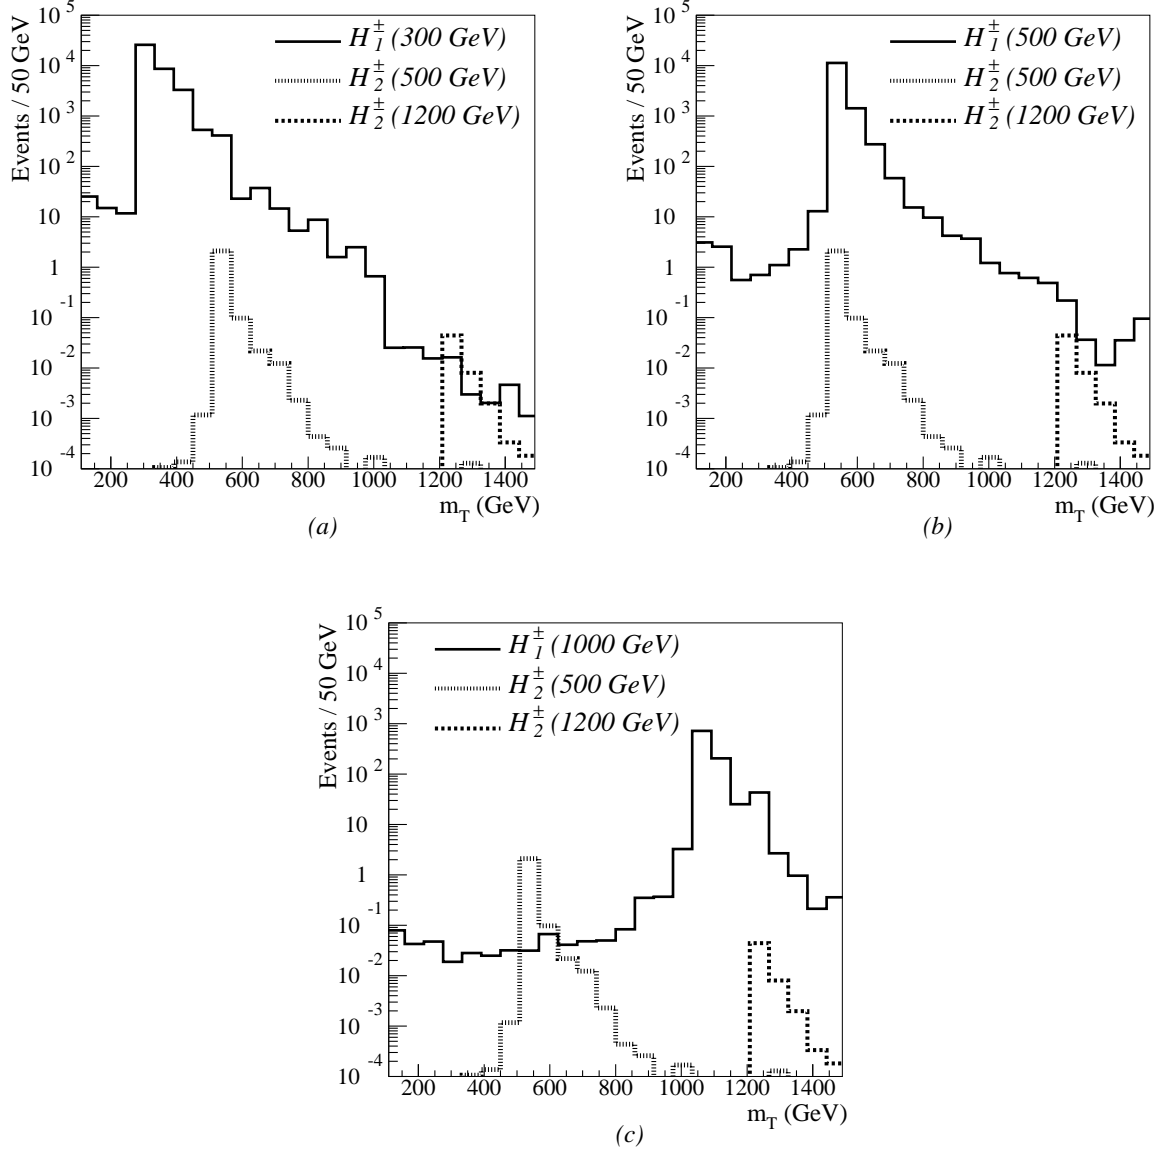 Events / 50 GeV
10^5
10^4
10^3
10^2
10
1
10^-1
10^-2
10^-3
10^-4
H_1^± (300 GeV)
H_2^± (500 GeV)
H_2^± (1200 GeV)
200 400 600 800 1000 1200 1400
m_T (GeV)
(a)
Events / 50 GeV
10^5
10^4
10^3
10^2
10
1
10^-1
10^-2
10^-3
10^-4
H_1^± (500 GeV)
H_2^± (500 GeV)
H_2^± (1200 GeV)
200 400 600 800 1000 1200 1400
m_T (GeV)
(b)
Events / 50 GeV
10^5
10^4
10^3
10^2
10
1
10^-1
10^-2
10^-3
10^-4
H_1^± (1000 GeV)
H_2^± (500 GeV)
H_2^± (1200 GeV)
200 400 600 800 1000 1200 1400
m_T (GeV)
(c)